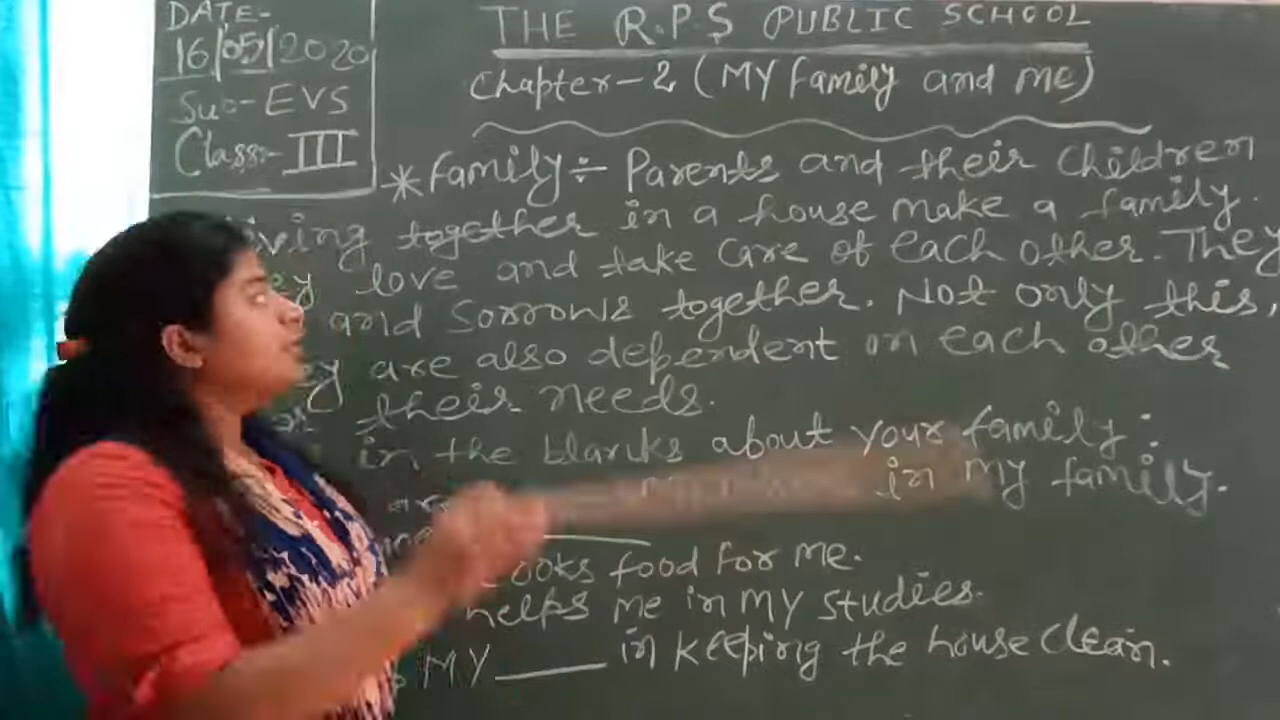 DATE-
16/05/2020
Sub-EVS
Class:- III
THE R.P.S PUBLIC SCHOOL
Chapter-2 (My family and me)
*Family:- Parents and their children
together in a house make a family.
love and take care of each other. They
and Sorrows together. Not only this,
are also dependent on each other
their needs.
in the blanks about your family:
in my family.
cooks food for me.
helps me in my studies.
MY ____ in keeping the house clean.